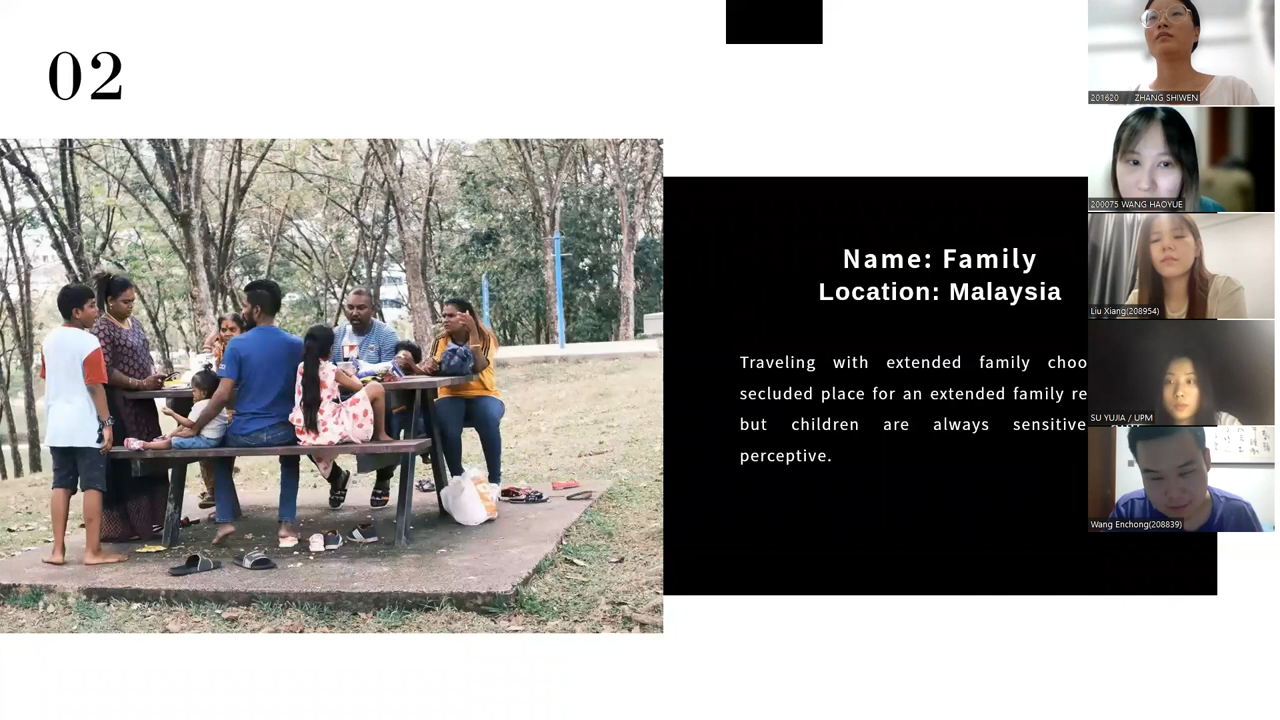 02
Name: Family
Location: Malaysia
Traveling with extended family choo
secluded place for an extended family re
but children are always sensitive
perceptive.
201620 ZHANG SHIWEN
200075 WANG HAOYUE
Liu Xiang(208954)
SU YUJIA / UPM
Wang Enchong(208839)